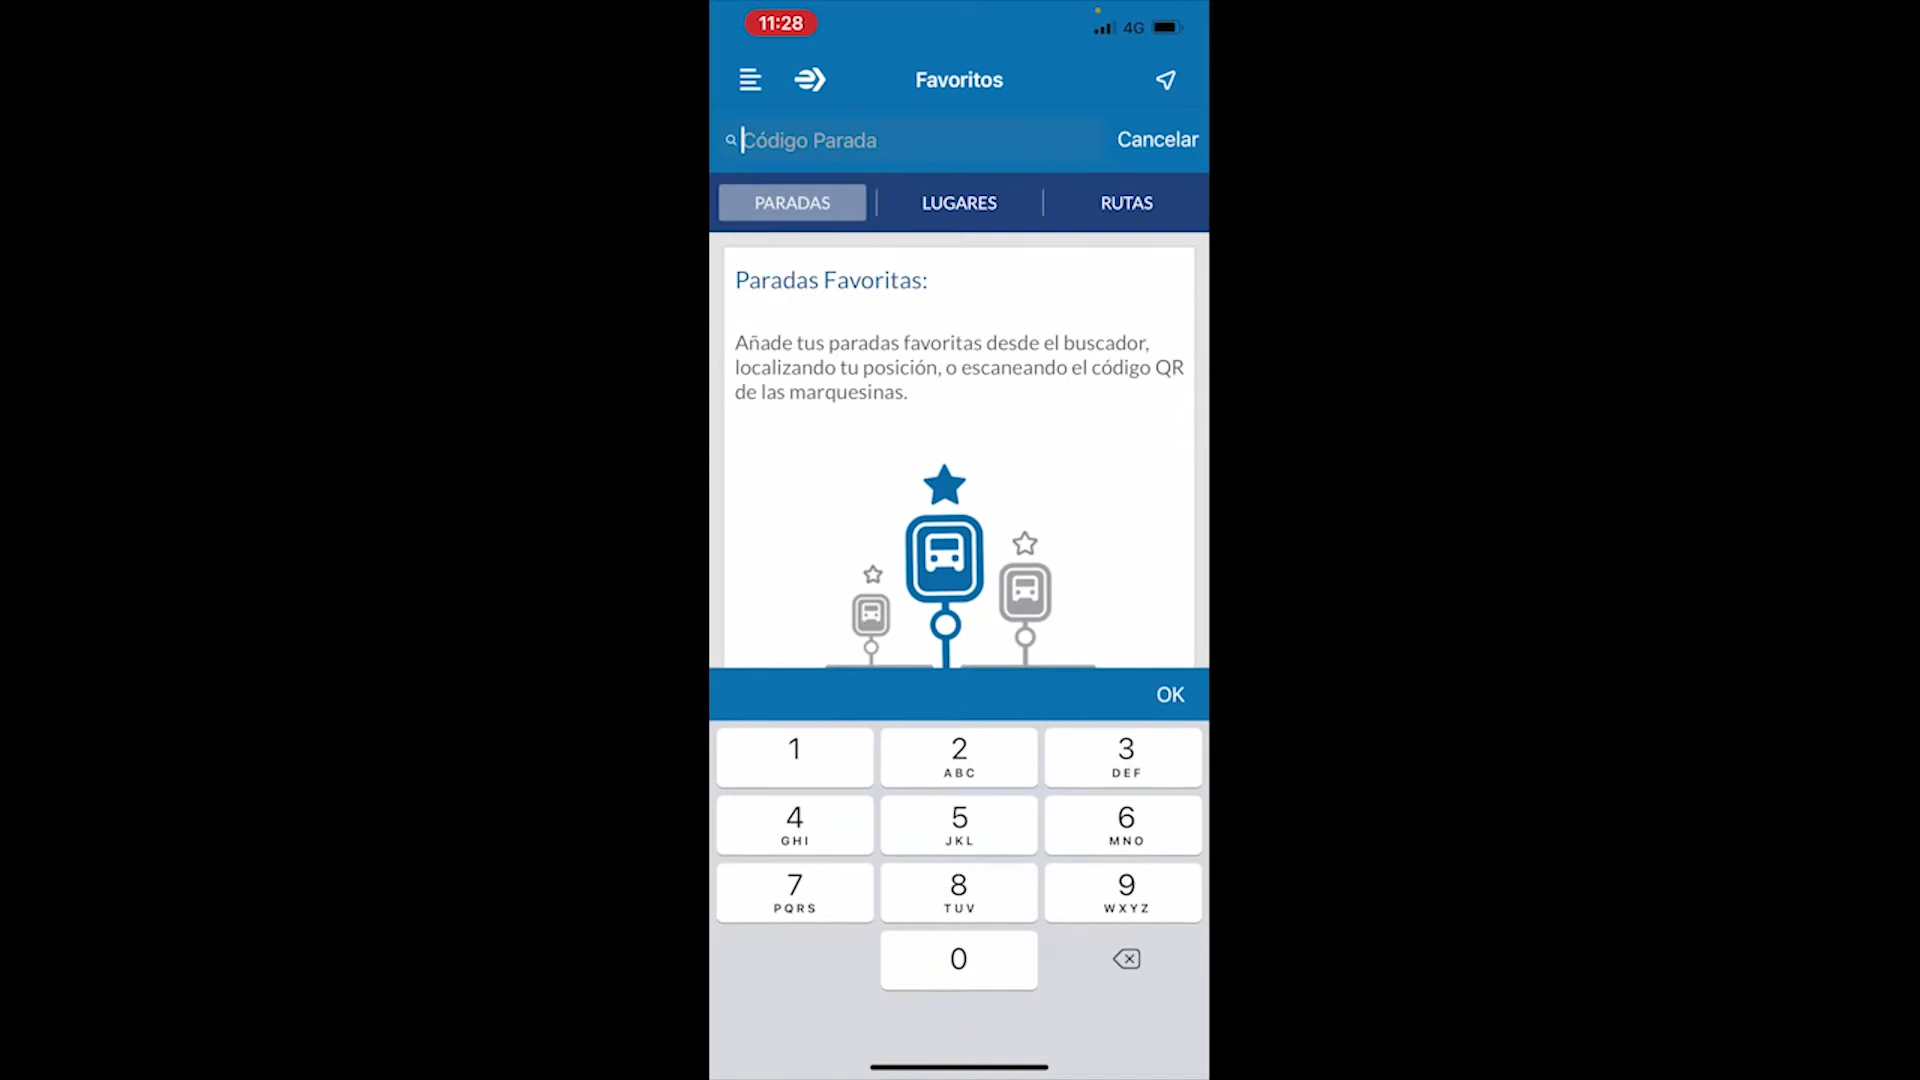 11:28
4G
Favoritos
Código Parada
Cancelar
PARADAS
LUGARES
RUTAS
Paradas Favoritas:
Añade tus paradas favoritas desde el buscador,
localizando tu posición, o escaneando el código QR
de las marquesinas.
OK
1
2
ABC
3
DEF
4
GHI
5
JKL
6
MNO
7
PQRS
8
TUV
9
WXYZ
0